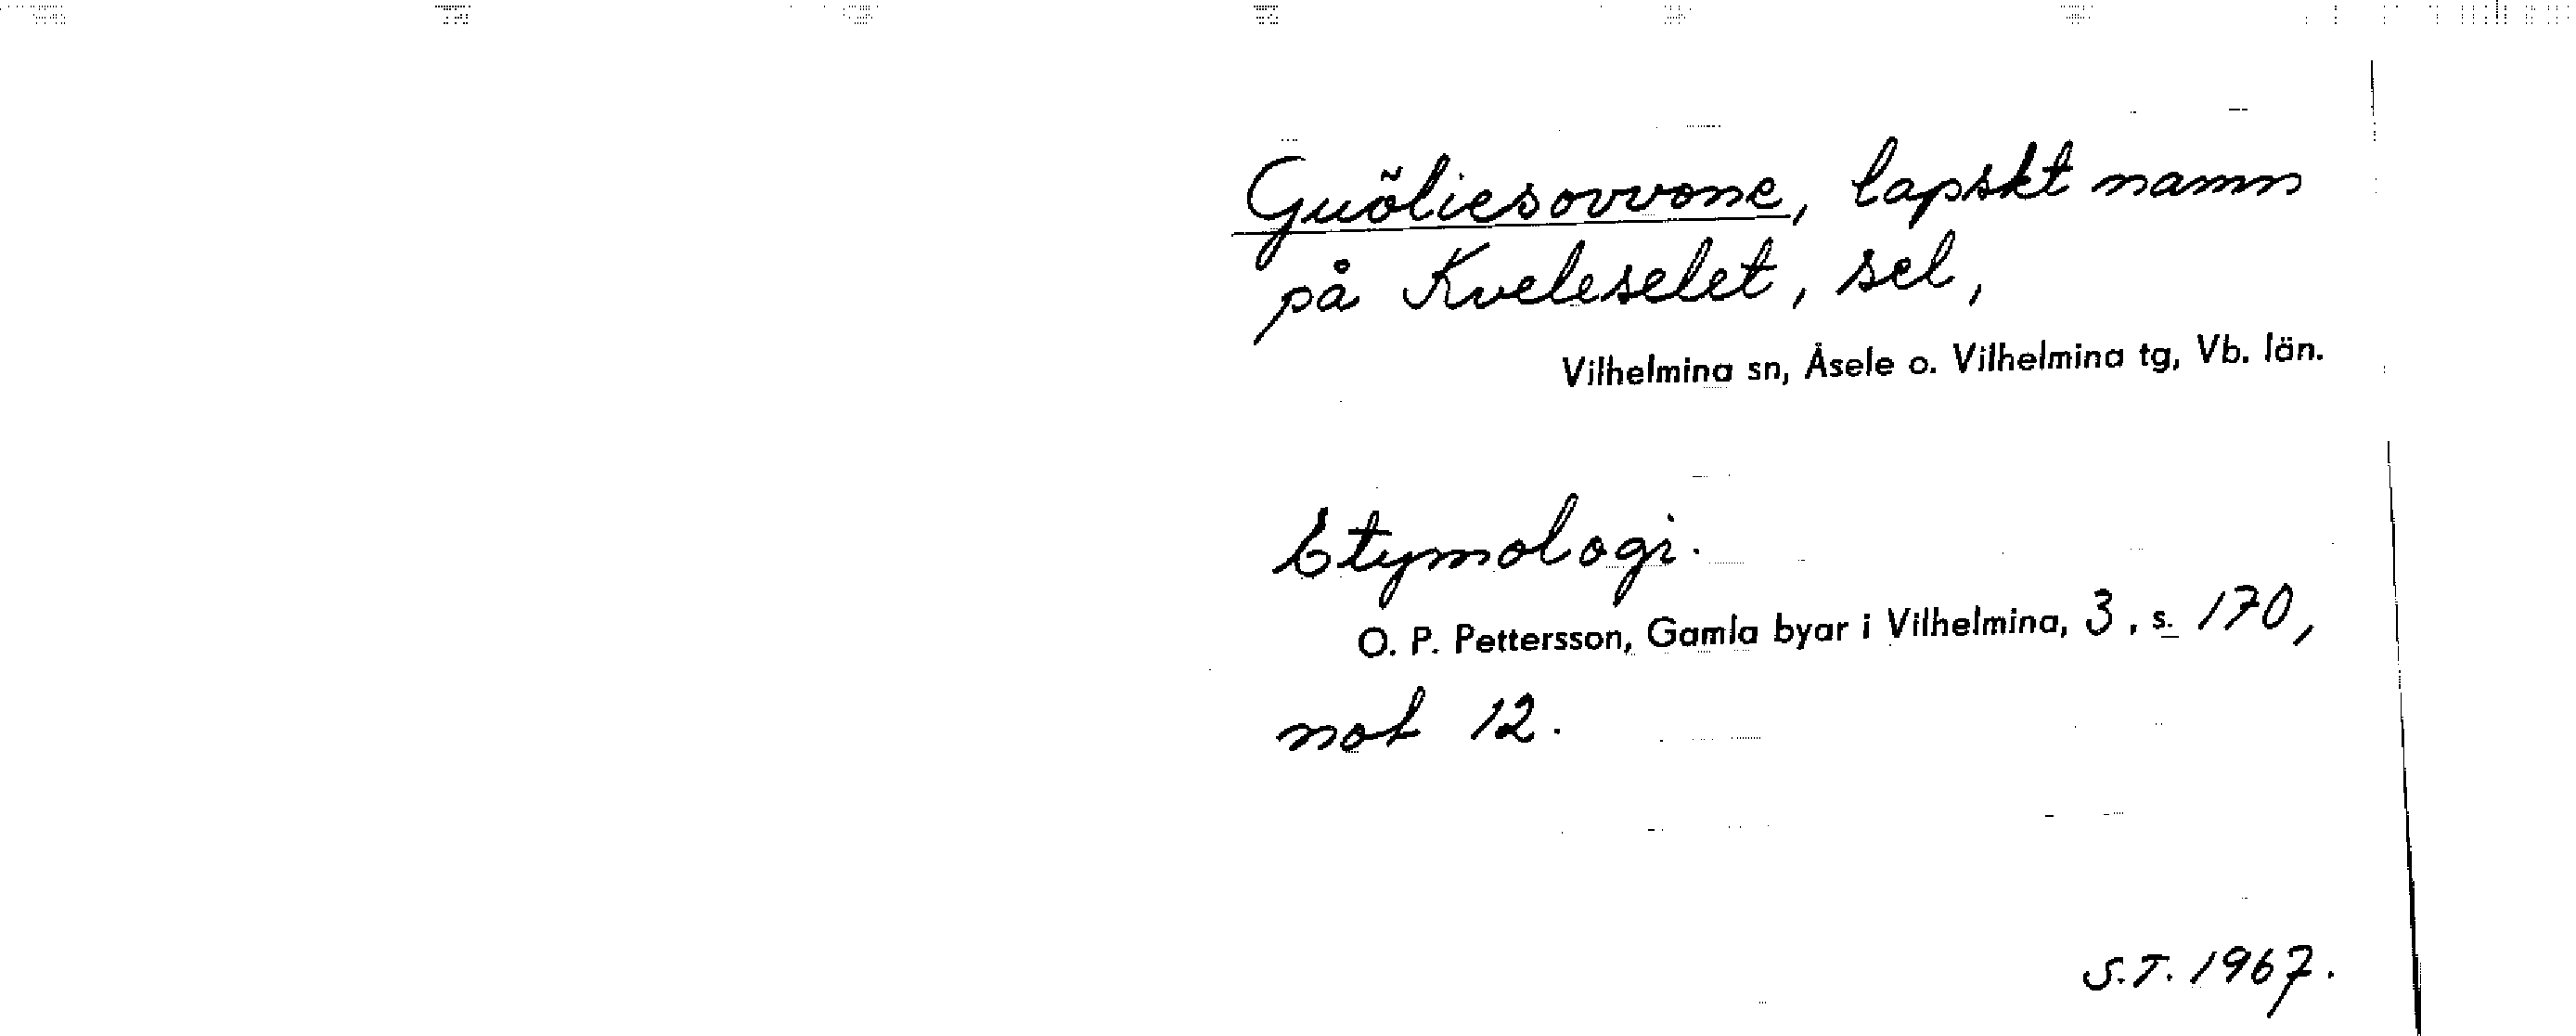 Guöliesovvone, lapskt namn
på Kveleselet, sel,
Vilhelmina sn, Åsele o. Vilhelmina tg, Vb. län.
Etymologi.
O. P. Pettersson, Gamla byar i Vilhelmina, 3, s. 170,
not 12.
S.T. 1967.